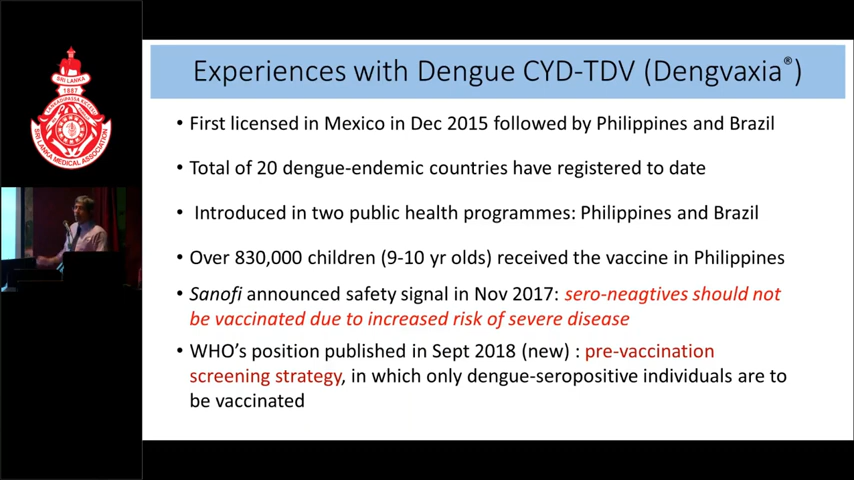 Experiences with Dengue CYD-TDV (Dengvaxia®)
• First licensed in Mexico in Dec 2015 followed by Philippines and Brazil
• Total of 20 dengue-endemic countries have registered to date
• Introduced in two public health programmes: Philippines and Brazil
• Over 830,000 children (9-10 yr olds) received the vaccine in Philippines
• Sanofi announced safety signal in Nov 2017: sero-neagtives should not
be vaccinated due to increased risk of severe disease
• WHO's position published in Sept 2018 (new) : pre-vaccination
screening strategy, in which only dengue-seropositive individuals are to
be vaccinated
SRI LANKA
1887
SRI LANKA MEDICAL ASSOCIATION